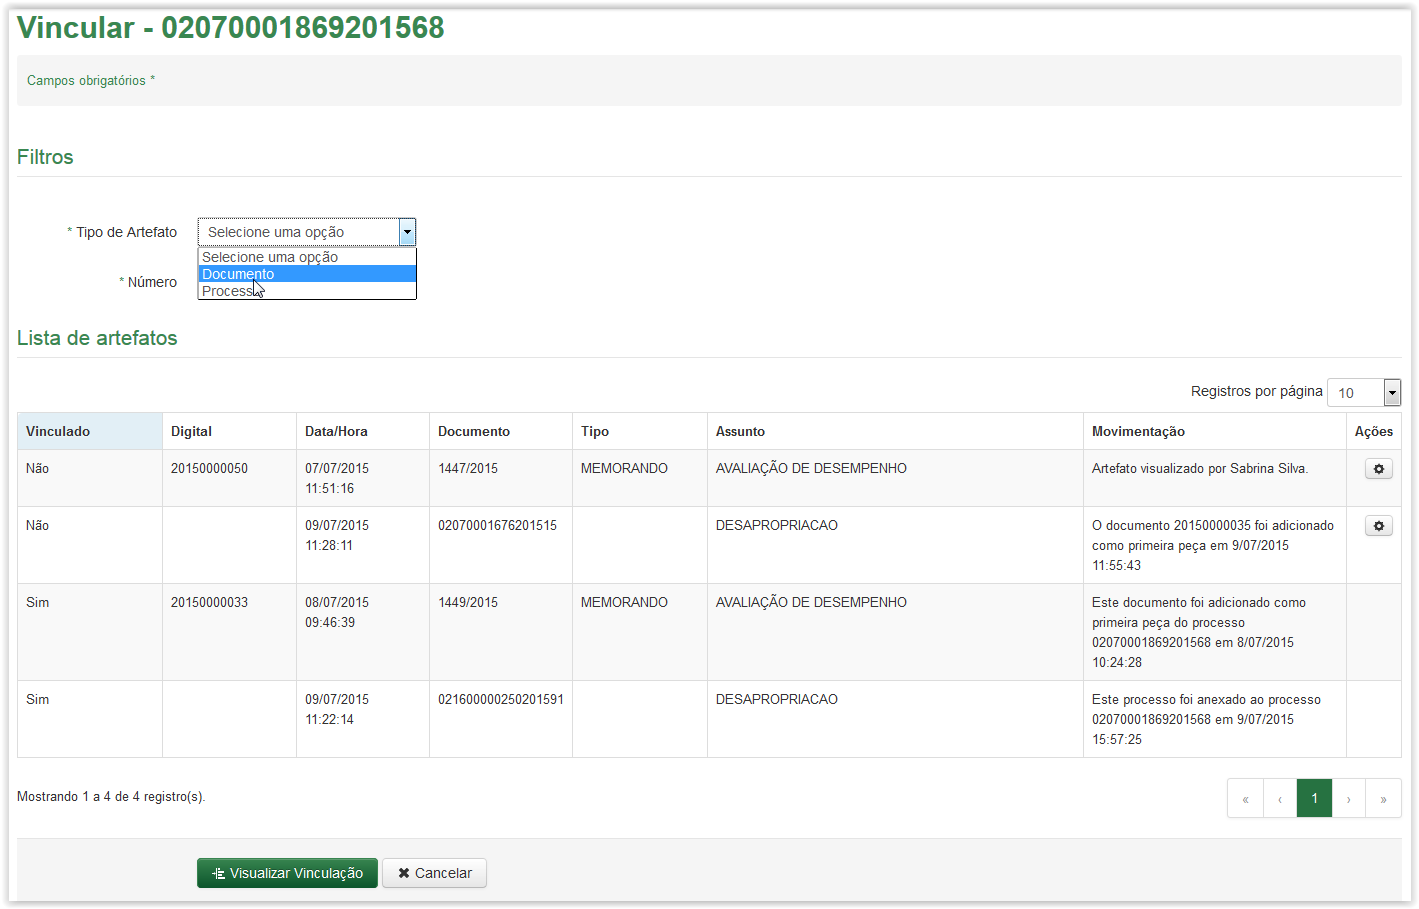 Vincular - 02070001869201568
Campos obrigatórios *
Filtros
* Tipo de Artefato
Selecione uma opção
Selecione uma opção
Documento
* Número
Process
Lista de artefatos
Registros por página 10
Vinculado Digital Data/Hora Documento Tipo Assunto Movimentação Ações
Não 20150000050 07/07/2015 1447/2015 MEMORANDO AVALIAÇÃO DE DESEMPENHO Artefato visualizado por Sabrina Silva.
11:51:16
Não 09/07/2015 02070001676201515 DESAPROPRIACAO O documento 20150000035 foi adicionado
11:28:11 como primeira peça em 9/07/2015
11:55:43
Sim 20150000033 08/07/2015 1449/2015 MEMORANDO AVALIAÇÃO DE DESEMPENHO Este documento foi adicionado como
09:46:39 primeira peça do processo
02070001869201568 em 8/07/2015
10:24:28
Sim 09/07/2015 021600000250201591 DESAPROPRIACAO Este processo foi anexado ao processo
11:22:14 02070001869201568 em 9/07/2015
15:57:25
Mostrando 1 a 4 de 4 registro(s).
« ‹ 1 › »
Visualizar Vinculação Cancelar